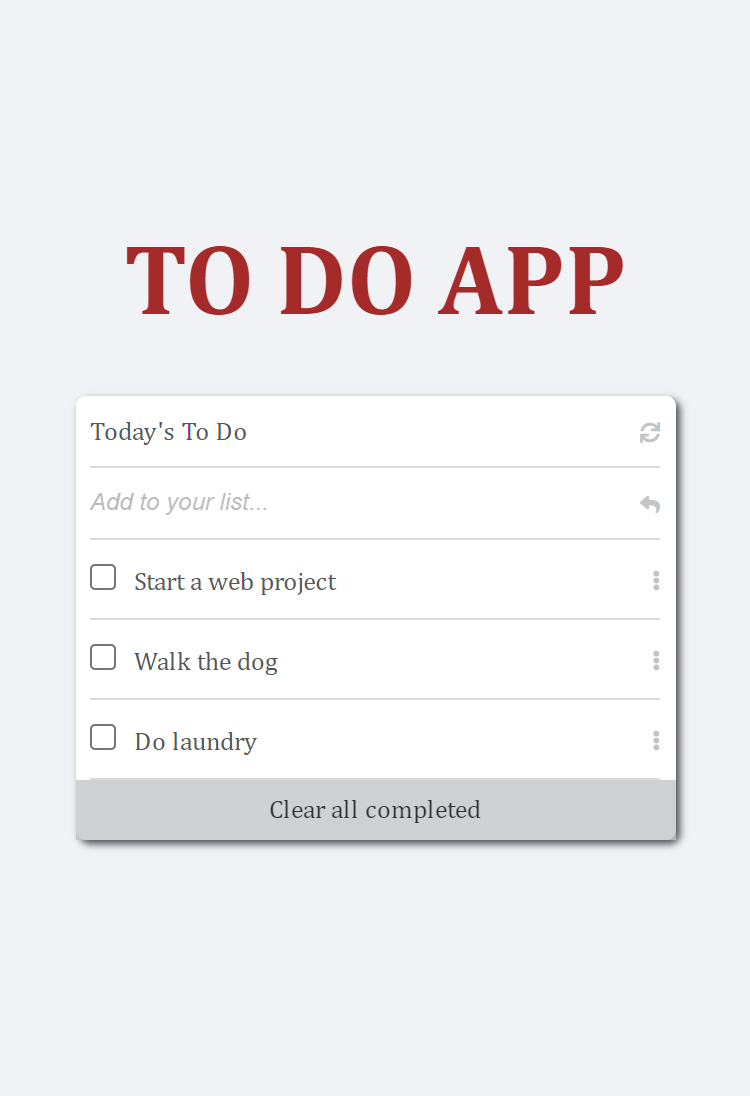 TO DO APP
Today's To Do
Add to your list...
Start a web project
Walk the dog
Do laundry
Clear all completed